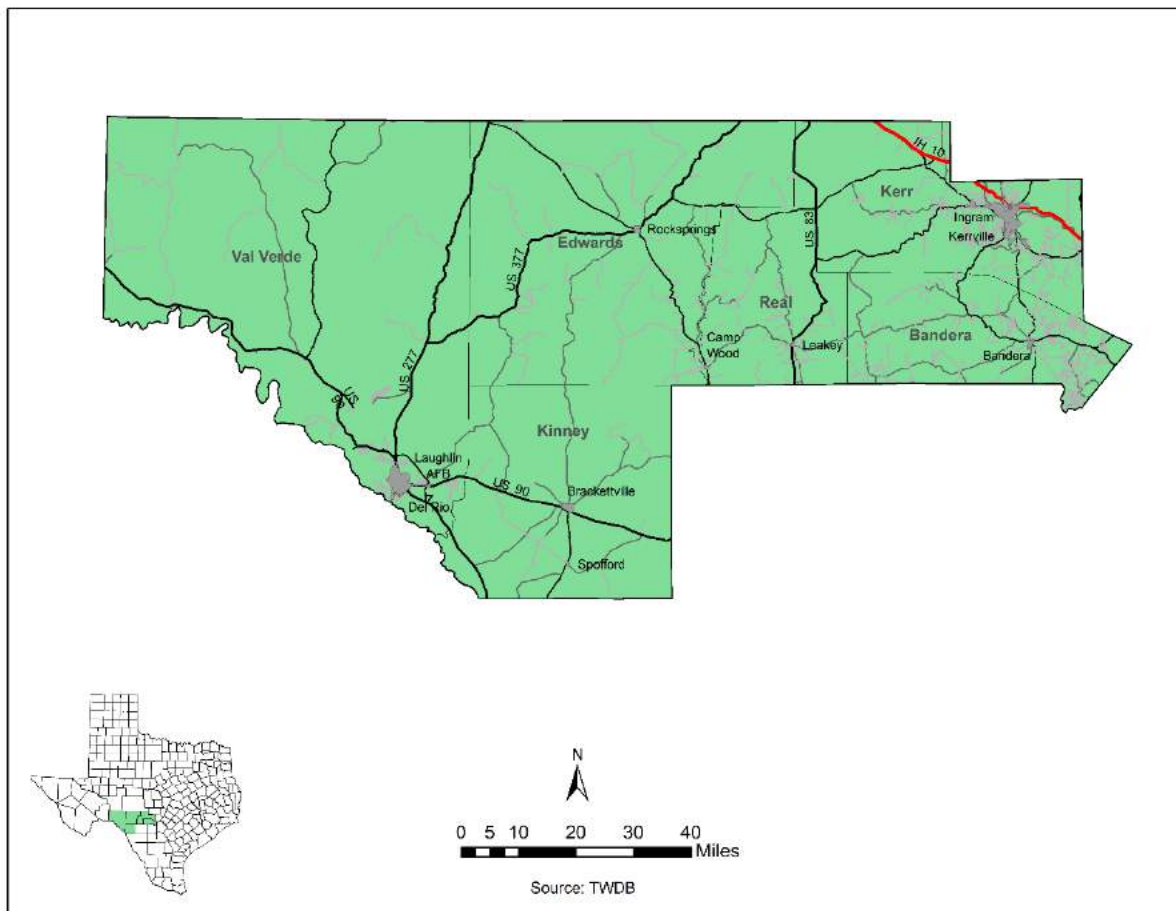 IH 10
Kerr
Ingram
Kerrville
US 83
Rocksprings
Edwards
US 377
Val Verde
Real
Camp
Wood
Leakey
Bandera
Bandera
US 277
US
90
Kinney
Laughlin
AFB
Del Rio
US 90
Brackettville
Spofford
N
0 5 10 20 30 40
Miles
Source: TWDB